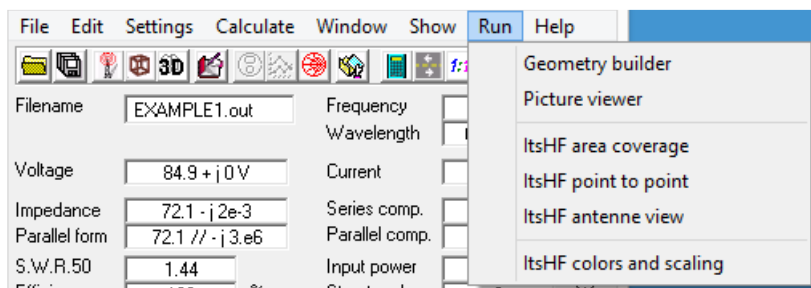 File Edit Settings Calculate Window Show Run Help
3D
Geometry builder
Picture viewer
ItsHF area coverage
ItsHF point to point
ItsHF antenne view
ItsHF colors and scaling
Filename EXAMPLE1.out Frequency
Wavelength
Voltage 84.9 + j 0 V Current
Impedance 72.1 - j 2e-3 Series comp.
Parallel form 72.1 // - j 3.e6 Parallel comp.
S.W.R.50 1.44 Input power